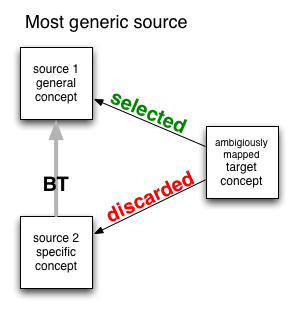 Most generic source
source 1
general
concept
selected
ambigiously
mapped
target
concept
BT
discarded
source 2
specific
concept